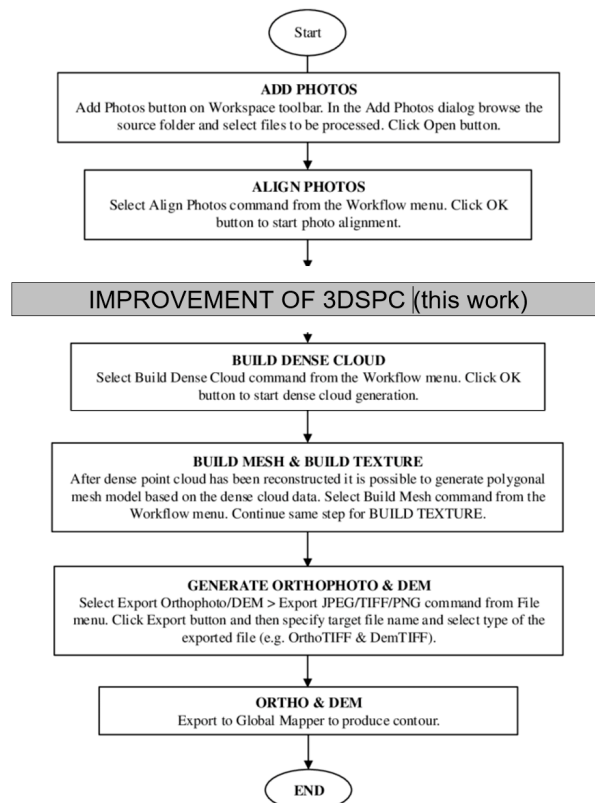 Start
ADD PHOTOS
Add Photos button on Workspace toolbar. In the Add Photos dialog browse the
source folder and select files to be processed. Click Open button.
ALIGN PHOTOS
Select Align Photos command from the Workflow menu. Click OK
button to start photo alignment.
IMPROVEMENT OF 3DSPC (this work)
BUILD DENSE CLOUD
Select Build Dense Cloud command from the Workflow menu. Click OK
button to start dense cloud generation.
BUILD MESH & BUILD TEXTURE
After dense point cloud has been reconstructed it is possible to generate polygonal
mesh model based on the dense cloud data. Select Build Mesh command from the
Workflow menu. Continue same step for BUILD TEXTURE.
GENERATE ORTHOPHOTO & DEM
Select Export Orthophoto/DEM > Export JPEG/TIFF/PNG command from File
menu. Click Export button and then specify target file name and select type of the
exported file (e.g. OrthoTIFF & DemTIFF).
ORTHO & DEM
Export to Global Mapper to produce contour.
END